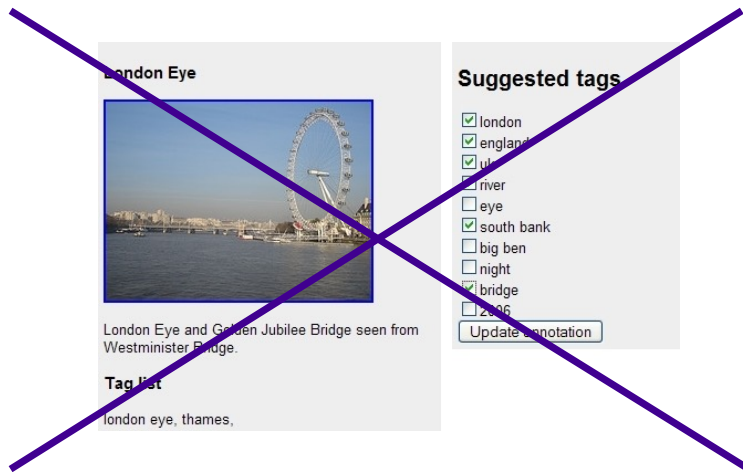 London Eye
London Eye and Golden Jubilee Bridge seen from
Westminister Bridge.
Tag list
london eye, thames,
Suggested tags
london
england
uk
river
eye
south bank
big ben
night
bridge
2006
Update annotation